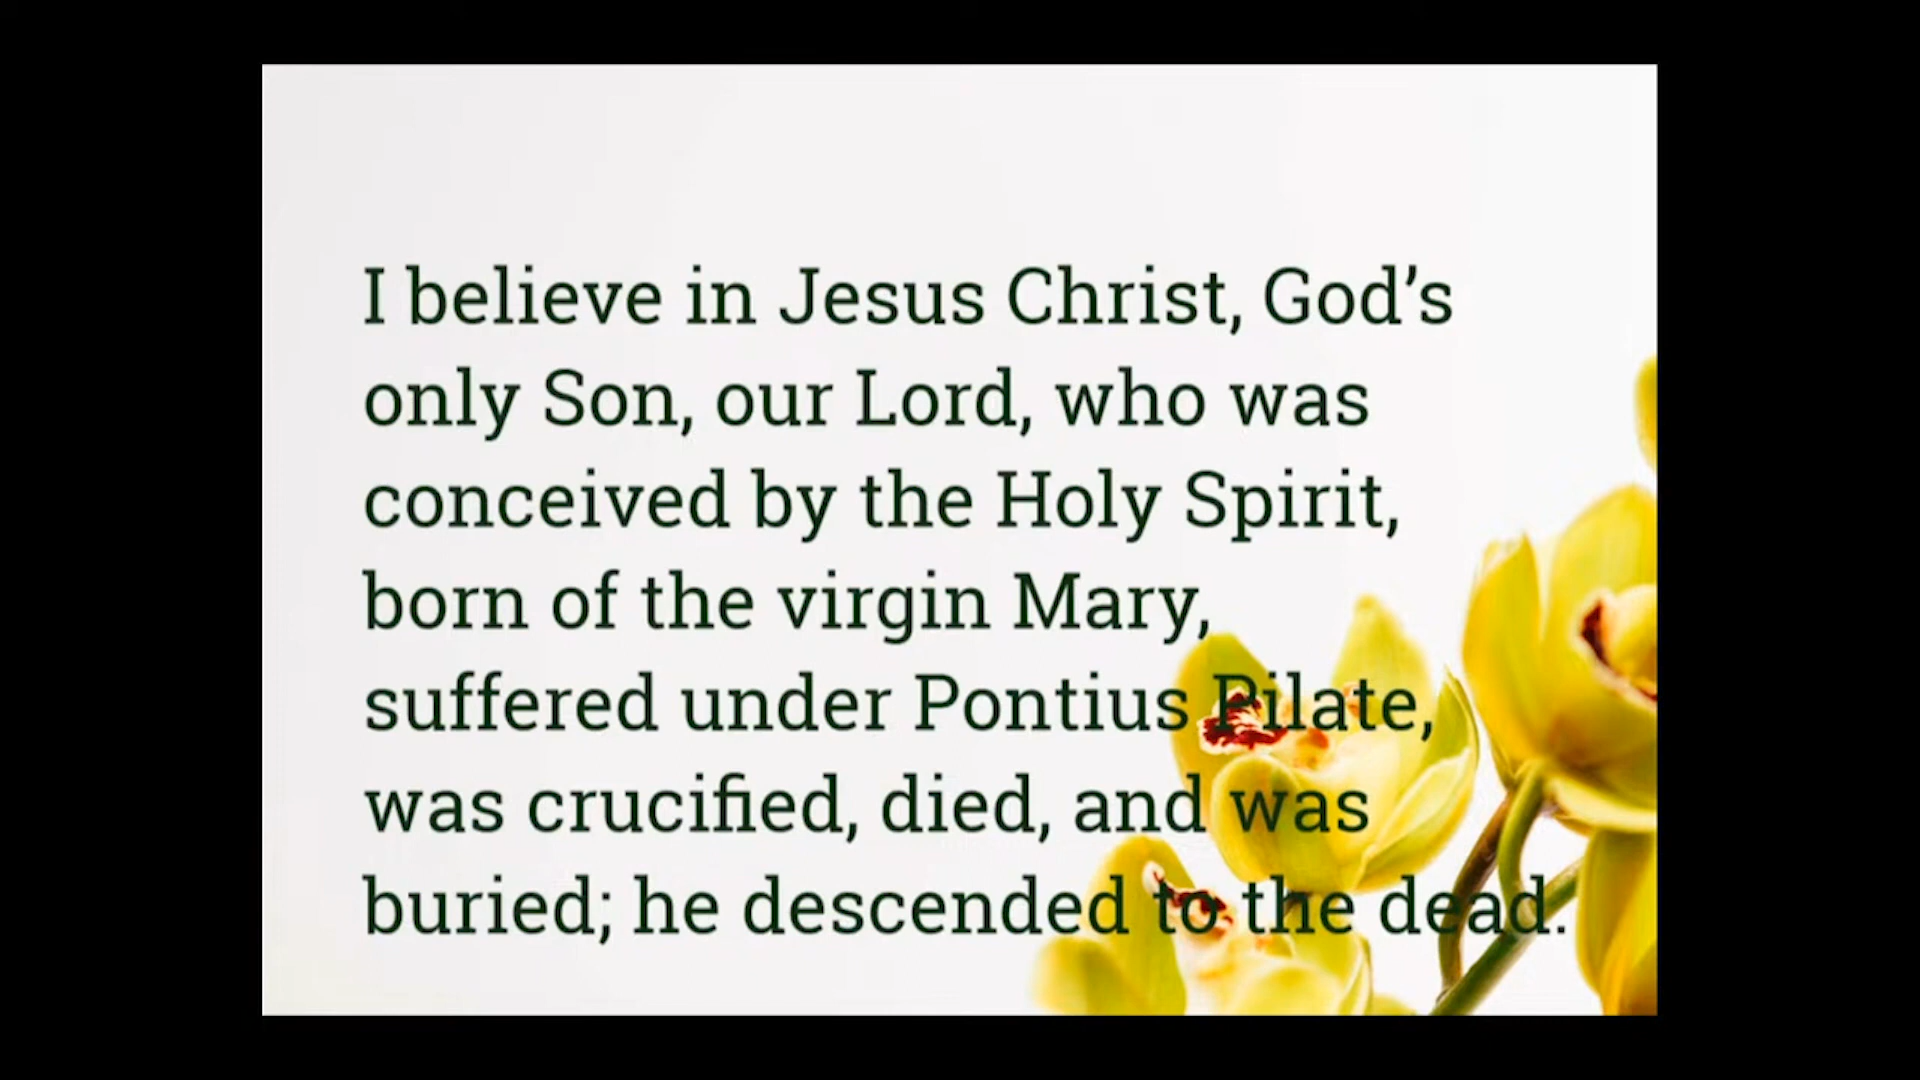 I believe in Jesus Christ, God’s
only Son, our Lord, who was
conceived by the Holy Spirit,
born of the virgin Mary,
suffered under Pontius Pilate,
was crucified, died, and was
buried; he descended to the dead.